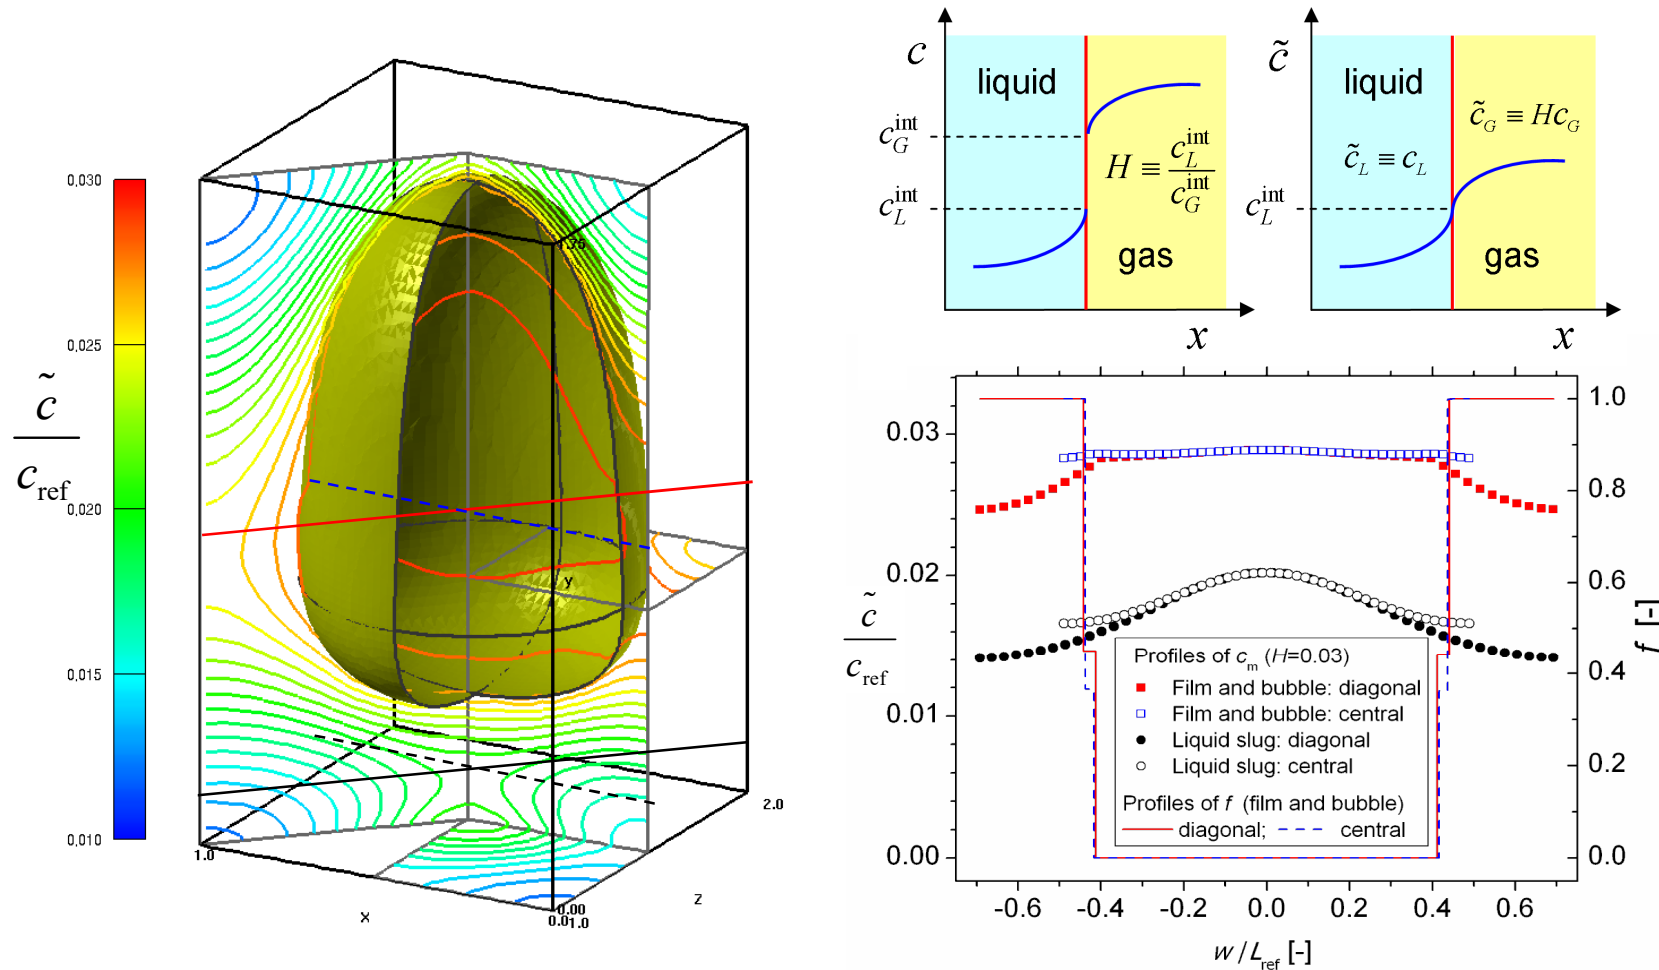 0.030
0.025
0.020
0.015
0.010
c̃
c_ref
1.75
y
2.0
1.0
x
z
0.00
0.0
1.0
c
liquid
c_G^int
H ≡ c_L^int / c_G^int
c_L^int
gas
x
c̃
liquid
c̃_G ≡ Hc_G
c̃_L ≡ c_L
c_L^int
gas
x
0.03
0.02
0.01
0.00
c̃
c_ref
1.0
0.8
0.6
0.4
0.2
0.0
f [-]
Profiles of c_m (H=0.03)
Film and bubble: diagonal
Film and bubble: central
Liquid slug: diagonal
Liquid slug: central
Profiles of f (film and bubble)
diagonal; central
-0.6 -0.4 -0.2 0.0 0.2 0.4 0.6
w/L_ref [-]